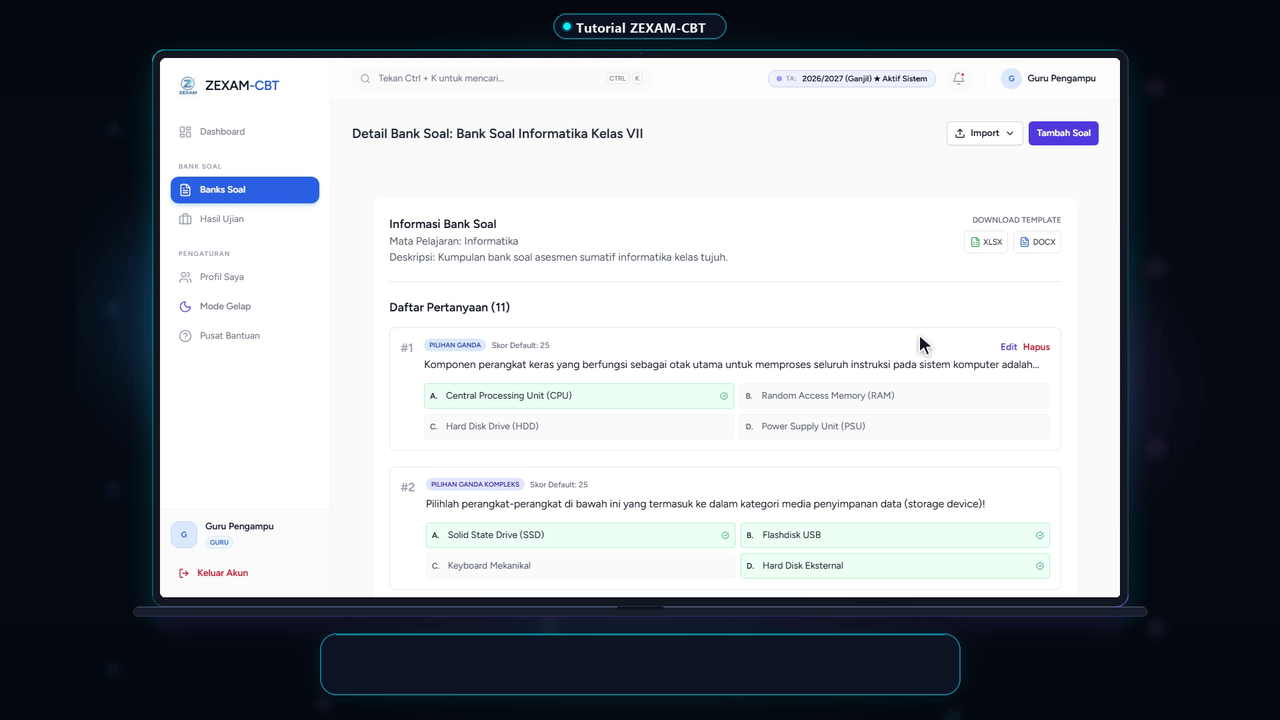 Tutorial ZEXAM-CBT
ZEXAM
ZEXAM-CBT
Tekan Ctrl + K untuk mencari...
CTRL K
TA: 2026/2027 (Ganjil) ★ Aktif Sistem
G
Guru Pengampu
Dashboard
BANK SOAL
Banks Soal
Hasil Ujian
PENGATURAN
Profil Saya
Mode Gelap
Pusat Bantuan
G
Guru Pengampu
GURU
Keluar Akun
Detail Bank Soal: Bank Soal Informatika Kelas VII
Import
Tambah Soal
Informasi Bank Soal
Mata Pelajaran: Informatika
Deskripsi: Kumpulan bank soal asesmen sumatif informatika kelas tujuh.
DOWNLOAD TEMPLATE
XLSX
DOCX
Daftar Pertanyaan (11)
#1 PILIHAN GANDA Skor Default: 25
Edit Hapus
Komponen perangkat keras yang berfungsi sebagai otak utama untuk memproses seluruh instruksi pada sistem komputer adalah...
A. Central Processing Unit (CPU)
B. Random Access Memory (RAM)
C. Hard Disk Drive (HDD)
D. Power Supply Unit (PSU)
#2 PILIHAN GANDA KOMPLEKS Skor Default: 25
Pilihlah perangkat-perangkat di bawah ini yang termasuk ke dalam kategori media penyimpanan data (storage device)!
A. Solid State Drive (SSD)
B. Flashdisk USB
C. Keyboard Mekanikal
D. Hard Disk Eksternal